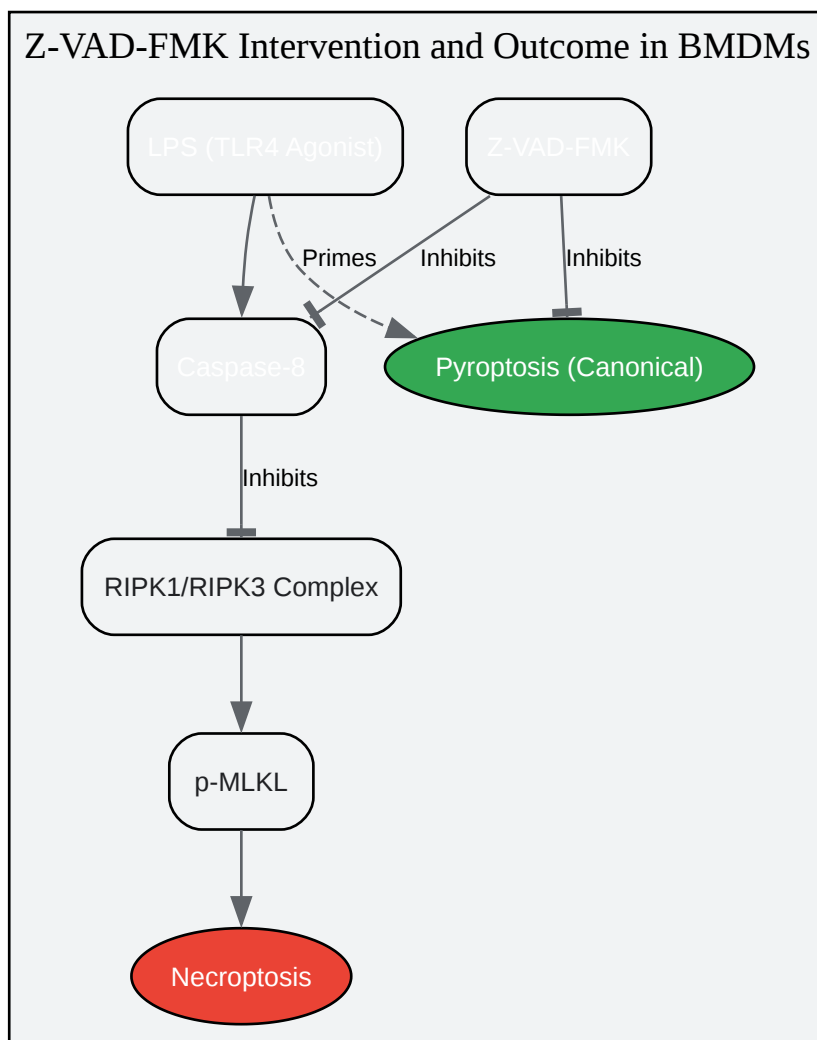 Z-VAD-FMK Intervention and Outcome in BMDMs
LPS (TLR4 Agonist)
Z-VAD-FMK
Primes
Inhibits
Inhibits
Caspase-8
Pyroptosis (Canonical)
Inhibits
RIPK1/RIPK3 Complex
p-MLKL
Necroptosis